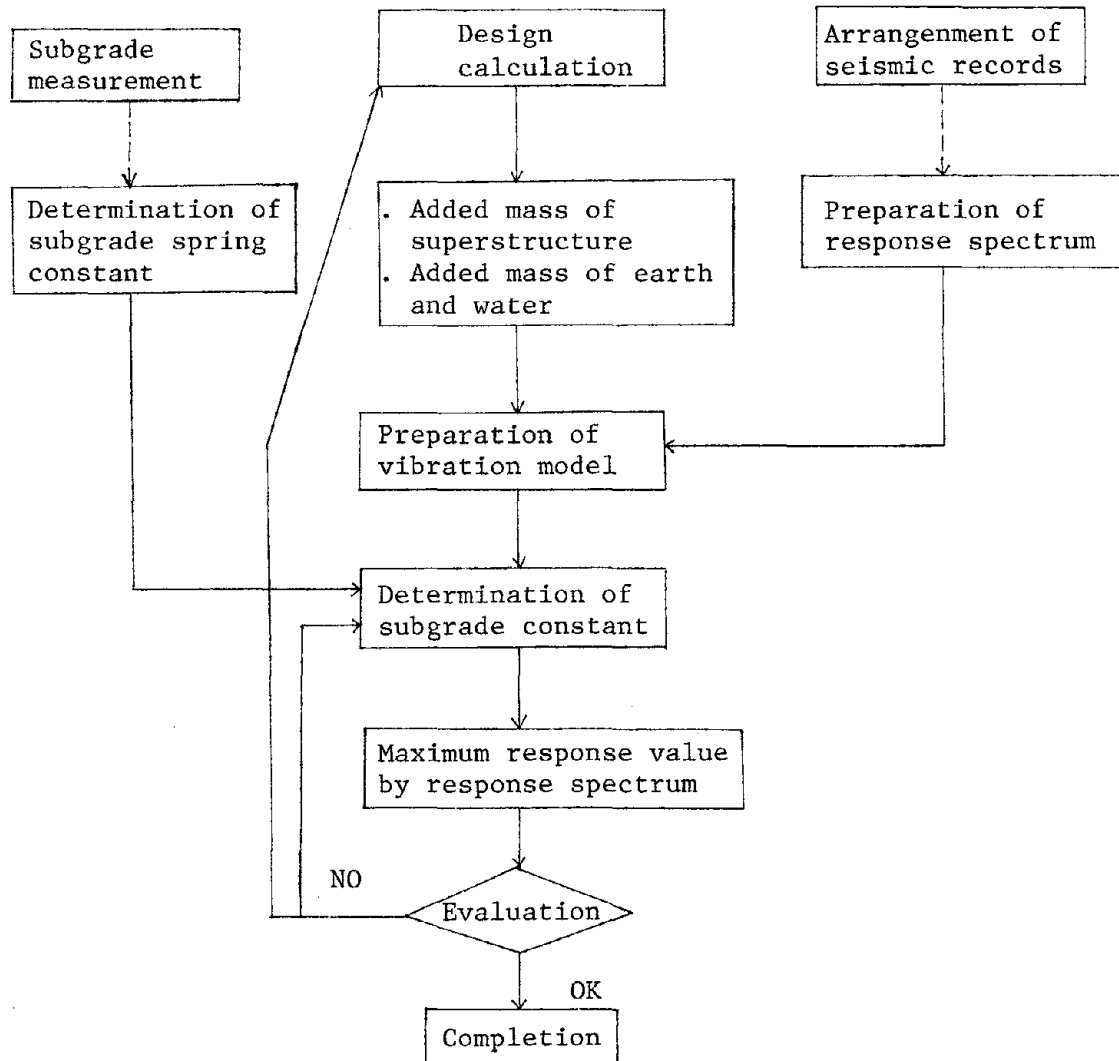 Subgrade
measurement
Design
calculation
Arrangenment of
seismic records
Determination of
subgrade spring
constant
. Added mass of
superstructure
. Added mass of earth
and water
Preparation of
response spectrum
Preparation of
vibration model
Determination of
subgrade constant
Maximum response value
by response spectrum
NO
Evaluation
OK
Completion